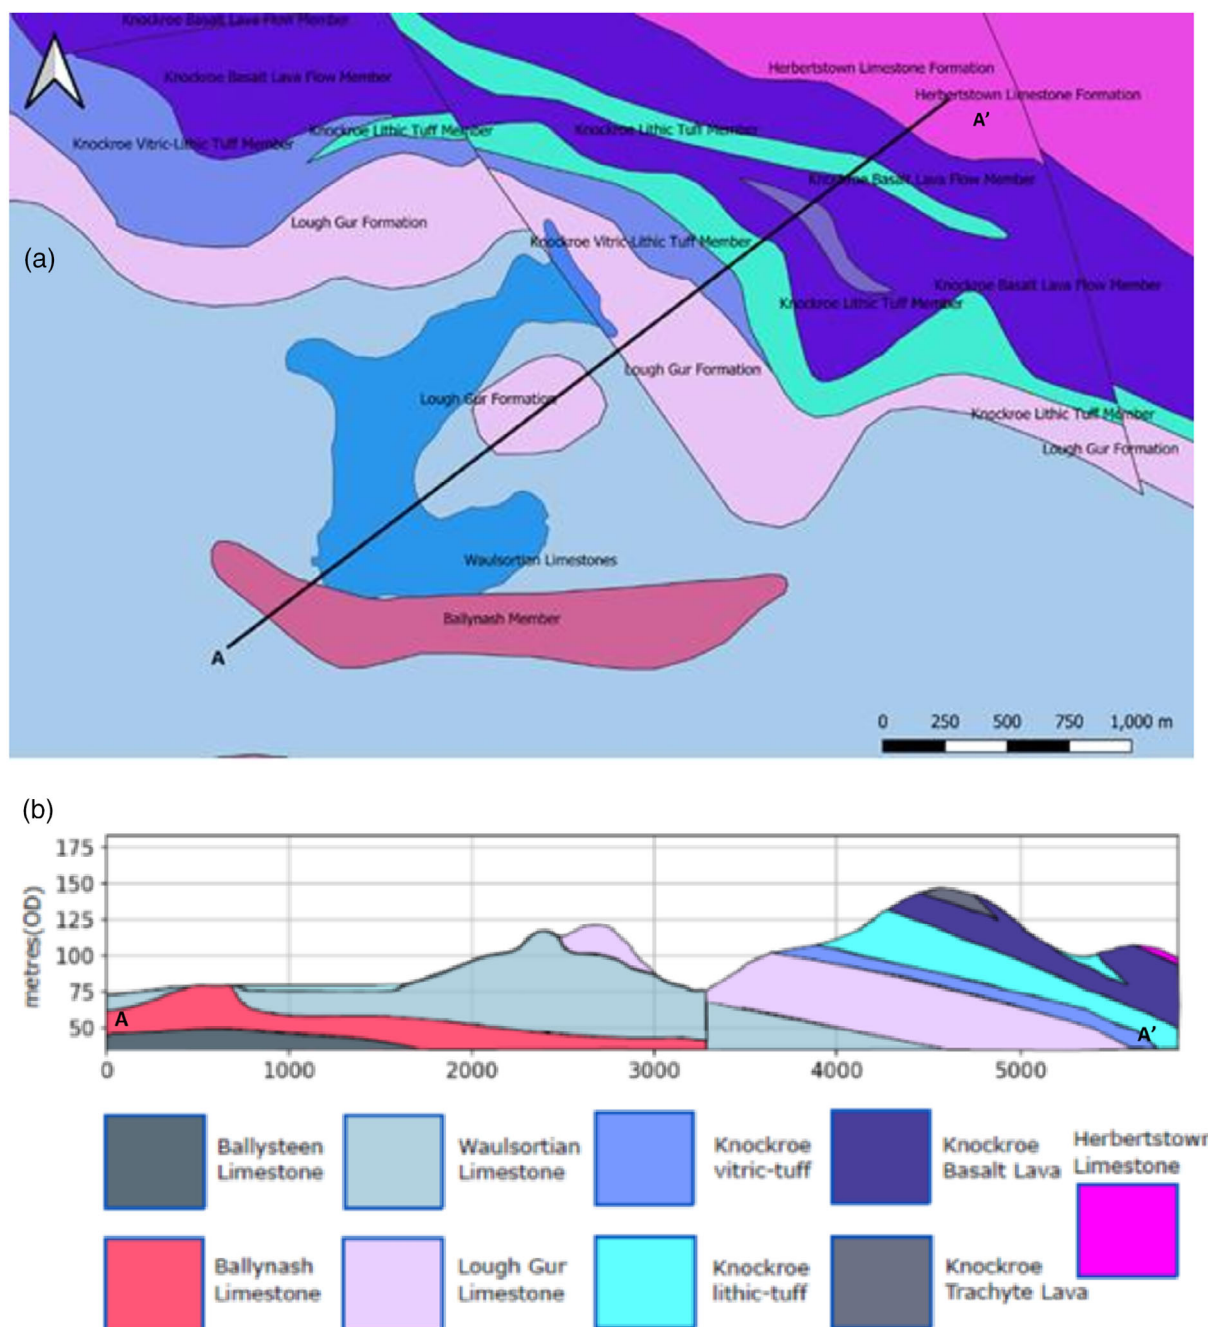 Knockroe Basalt Lava Flow Member
Herbertstown Limestone Formation
Knockroe Basalt Lava Flow Member
Herbertstown Limestone Formation
A'
Knockroe Lithic Tuff Member
Knockroe Lithic Tuff Member
Knockroe Vitric-Lithic Tuff Member
Knockroe Basalt Lava Flow Member
Lough Gur Formation
Knockroe Vitric-Lithic Tuff Member
(a)
Knockroe Basalt Lava Flow Member
Knockroe Lithic Tuff Member
Lough Gur Formation
Lough Gur Formation
Knockroe Lithic Tuff Member
Lough Gur Formation
Waulsortian Limestones
Ballynash Member
A
0 250 500 750 1,000 m
(b)
metres(OD)
175
150
125
100
75
50
A
A'
0 1000 2000 3000 4000 5000
Ballysteen
Limestone
Waulsortian
Limestone
Knockroe
vitric-tuff
Knockroe
Basalt Lava
Herbertstown
Limestone
Ballynash
Limestone
Lough Gur
Limestone
Knockroe
lithic-tuff
Knockroe
Trachyte Lava